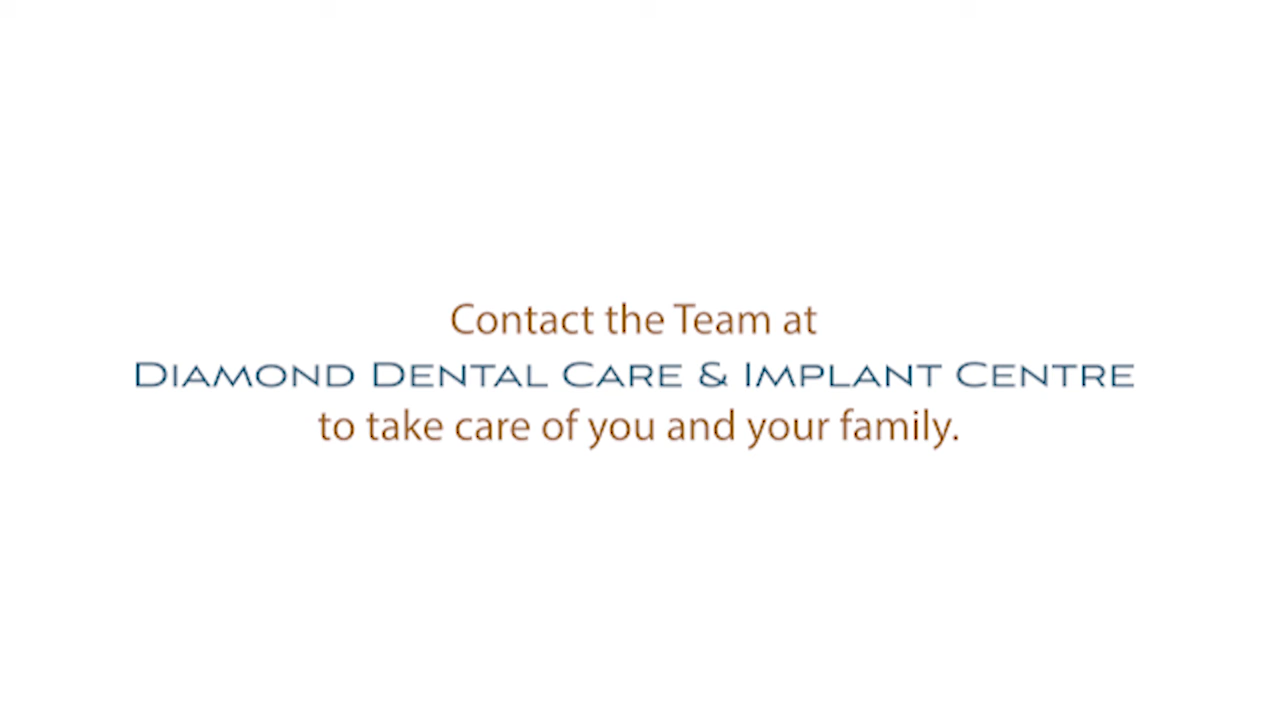 Contact the Team at
DIAMOND DENTAL CARE & IMPLANT CENTRE
to take care of you and your family.